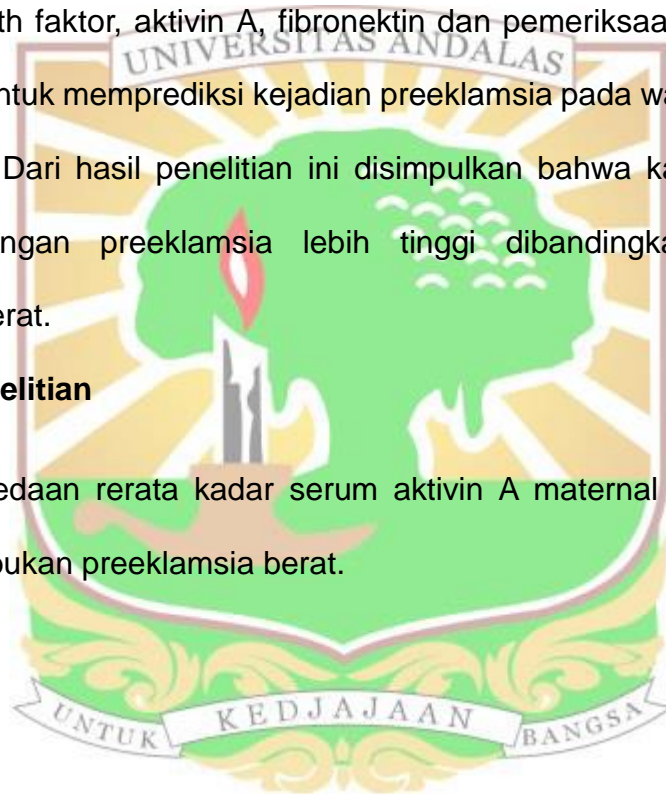 th faktor, aktivin A, fibronektin dan pemeriksaa
UNIVERSITAS ANDALAS
ntuk memprediksi kejadian preeklamsia pada wa
Dari hasil penelitian ini disimpulkan bahwa ka
ngan preeklamsia lebih tinggi dibandingka
erat.
elitian
edaan rerata kadar serum aktivin A maternal
bukan preeklamsia berat.
UNTUK KEDJAJAAN BANGSA